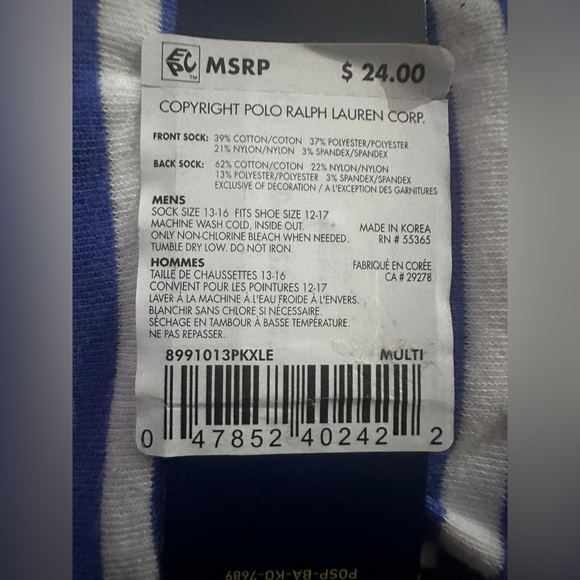 EPC TM MSRP $ 24.00
COPYRIGHT POLO RALPH LAUREN CORP.
FRONT SOCK: 39% COTTON/COTON 37% POLYESTER/POLYESTER
21% NYLON/NYLON 3% SPANDEX/SPANDEX
BACK SOCK: 62% COTTON/COTON 22% NYLON/NYLON
13% POLYESTER/POLYESTER 3% SPANDEX/SPANDEX
EXCLUSIVE OF DECORATION / A L'EXCEPTION DES GARNITURES
MENS
SOCK SIZE 13-16 FITS SHOE SIZE 12-17
MACHINE WASH COLD, INSIDE OUT. MADE IN KOREA
ONLY NON-CHLORINE BLEACH WHEN NEEDED. RN # 55365
TUMBLE DRY LOW. DO NOT IRON.
HOMMES FABRIQUÉ EN CORÉE
TAILLE DE CHAUSSETTES 13-16 CA # 29278
CONVIENT POUR LES POINTURES 12-17
LAVER À LA MACHINE À L'EAU FROIDE À L'ENVERS.
BLANCHIR SANS CHLORE SI NÉCESSAIRE.
SÉCHAGE EN TAMBOUR À BASSE TEMPÉRATURE.
NE PAS REPASSER.
8991013PKXLE MULTI
0 47852 40242 2
POSP-BA-KO-7689